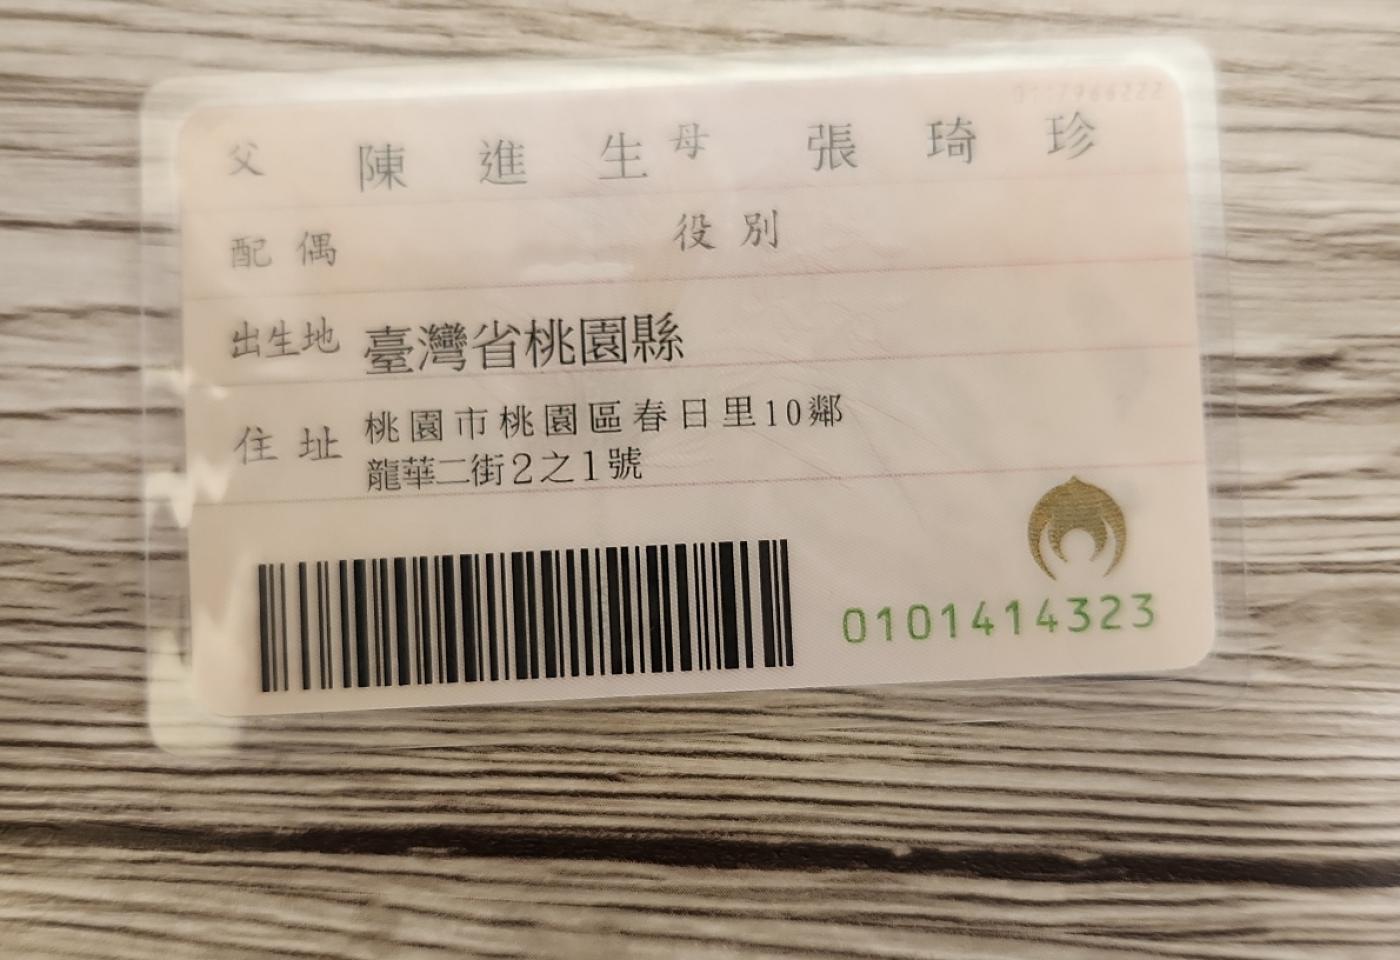 父 陳進生 母 張琦珍
配偶 役別
出生地 臺灣省桃園縣
住址 桃園市桃園區春日里10鄰
龍華二街2之1號
0101414323